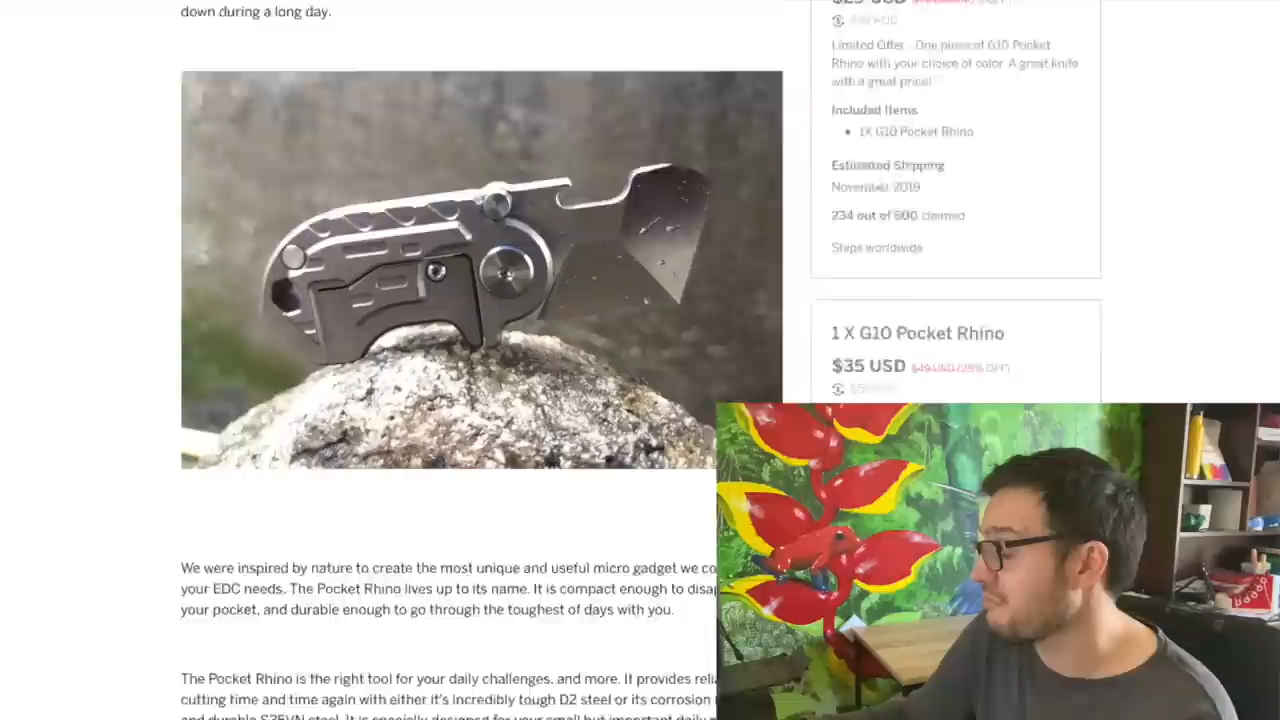 down during a long day.
We were inspired by nature to create the most unique and useful micro gadget we co
your EDC needs. The Pocket Rhino lives up to its name. It is compact enough to disap
your pocket, and durable enough to go through the toughest of days with you.
The Pocket Rhino is the right tool for your daily challenges, and more. It provides reli
cutting time and time again with either it's incredibly tough D2 steel or its corrosion
and durable S35VN steel. It is specially designed for your small but important daily
$29 USD
Limited Offer - One piece of G10 Pocket
Rhino with your choice of color. A great knife
with a great price!
Included Items
• 1X G10 Pocket Rhino
Estimated Shipping
November 2019
234 out of 600 claimed
Ships worldwide
1 X G10 Pocket Rhino
$35 USD $49 USD OFF)